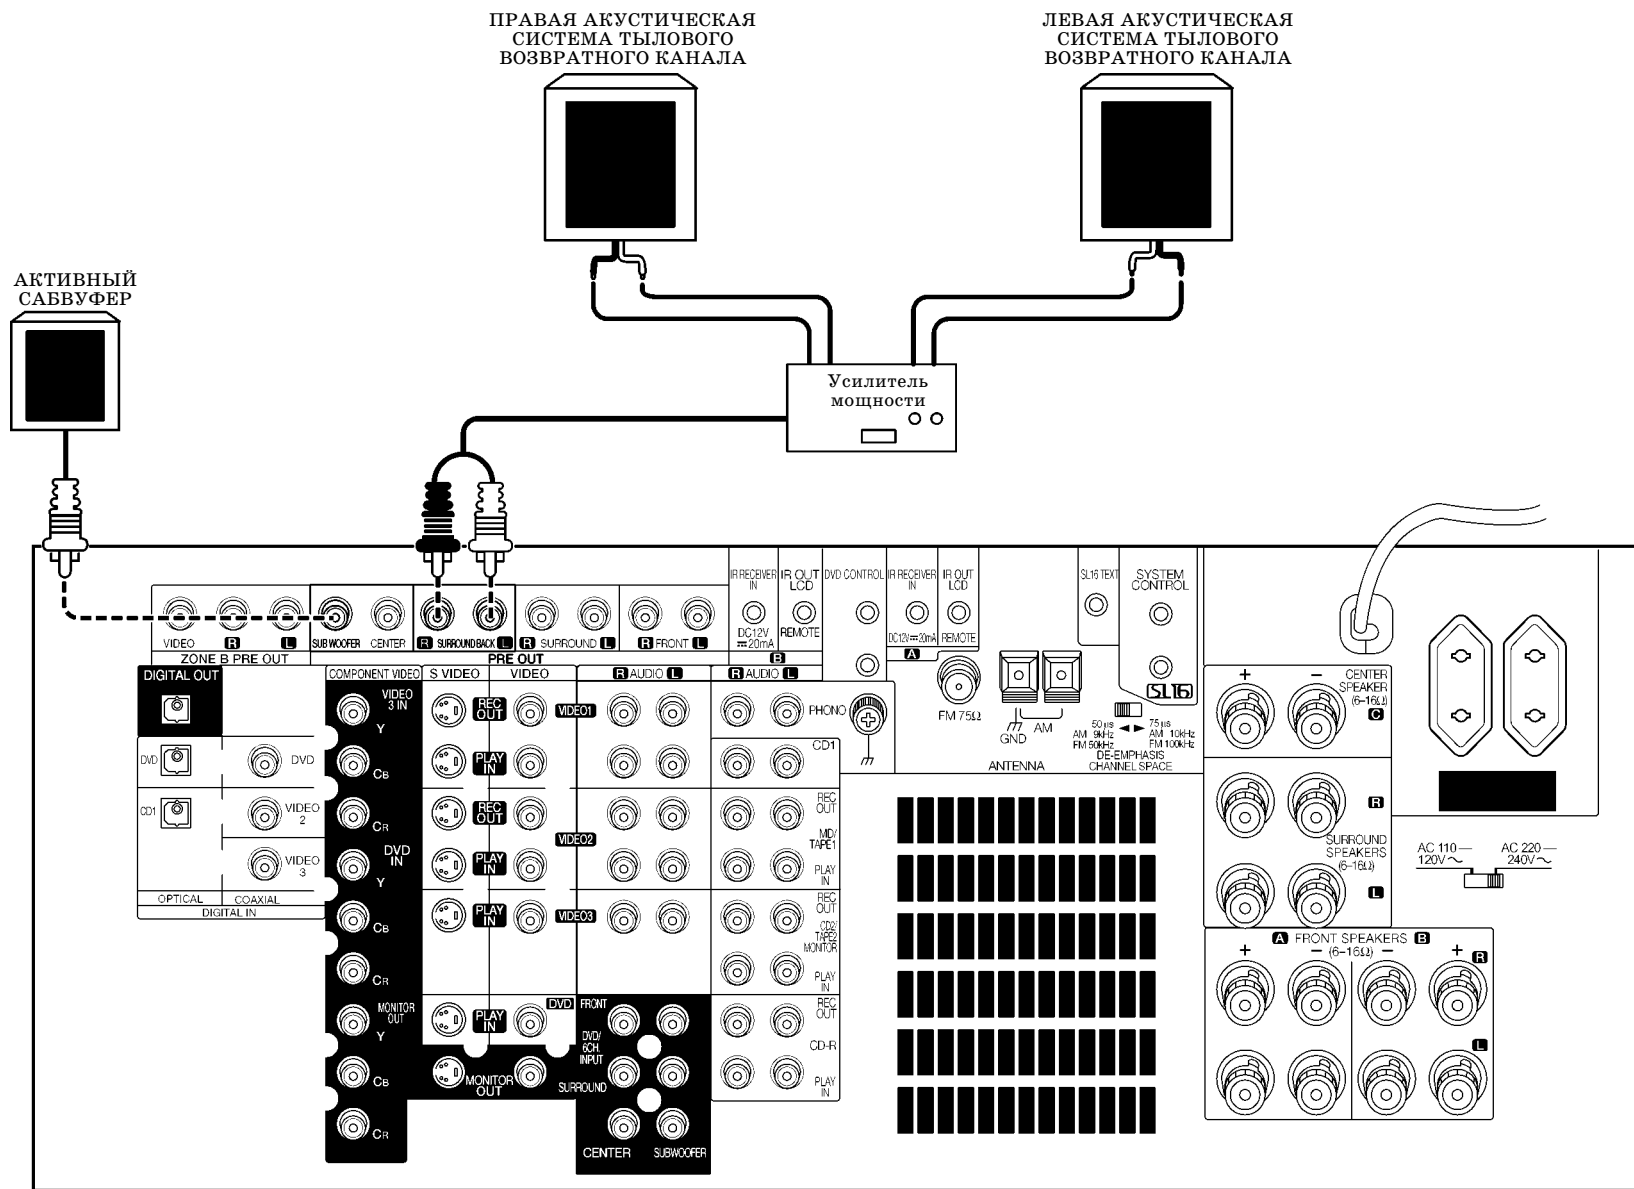 ПРАВАЯ АКУСТИЧЕСКАЯ
СИСТЕМА ТЫЛОВОГО
ВОЗВРАТНОГО КАНАЛА
ЛЕВАЯ АКУСТИЧЕСКАЯ
СИСТЕМА ТЫЛОВОГО
ВОЗВРАТНОГО КАНАЛА
АКТИВНЫЙ
САБВУФЕР
Усилитель
мощности
IR RECEIVER
IN
DC12V
20mA
IR OUT
LCD
REMOTE
B
DVD CONTROL
IR RECEIVER
IN
DC12V 20mA
IR OUT
LCD
REMOTE
A
SL16 TEXT
SYSTEM
CONTROL
SL16
VIDEO
R
L
ZONE B PRE OUT
SUB WOOFER
CENTER
R SURROUND BACK L
R SURROUND L
R FRONT L
PRE OUT
DIGITAL OUT
DVD
CD1
DVD
VIDEO
2
VIDEO
3
OPTICAL
COAXIAL
DIGITAL IN
COMPONENT VIDEO
VIDEO
3 IN
Y
CB
CR
DVD
IN
Y
CB
CR
MONITOR
OUT
Y
CB
CR
S VIDEO
VIDEO
REC
OUT
VIDEO1
PLAY
IN
REC
OUT
VIDEO2
PLAY
IN
PLAY
IN
VIDEO3
PLAY
IN
DVD
MONITOR
OUT
R AUDIO L
FRONT
DVD/
6CH.
INPUT
SURROUND
CENTER
SUBWOOFER
R AUDIO L
PHONO
CD1
REC
OUT
MD/
TAPE1
PLAY
IN
REC
OUT
CD2/
TAPE2
MONITOR
PLAY
IN
REC
OUT
CD-R
PLAY
IN
FM 75Ω
GND
AM
ANTENNA
50 µs
AM 9kHz
FM 50kHz
75 µs
AM 10kHz
FM 100kHz
DE-EMPHASIS
CHANNEL SPACE
+
−
CENTER
SPEAKER
(6–16Ω)
C
R
SURROUND
SPEAKERS
(6–16Ω)
L
A FRONT SPEAKERS B
(6–16Ω)
+
−
−
+
R
L
AC 110—
120V ~
AC 220—
240V ~